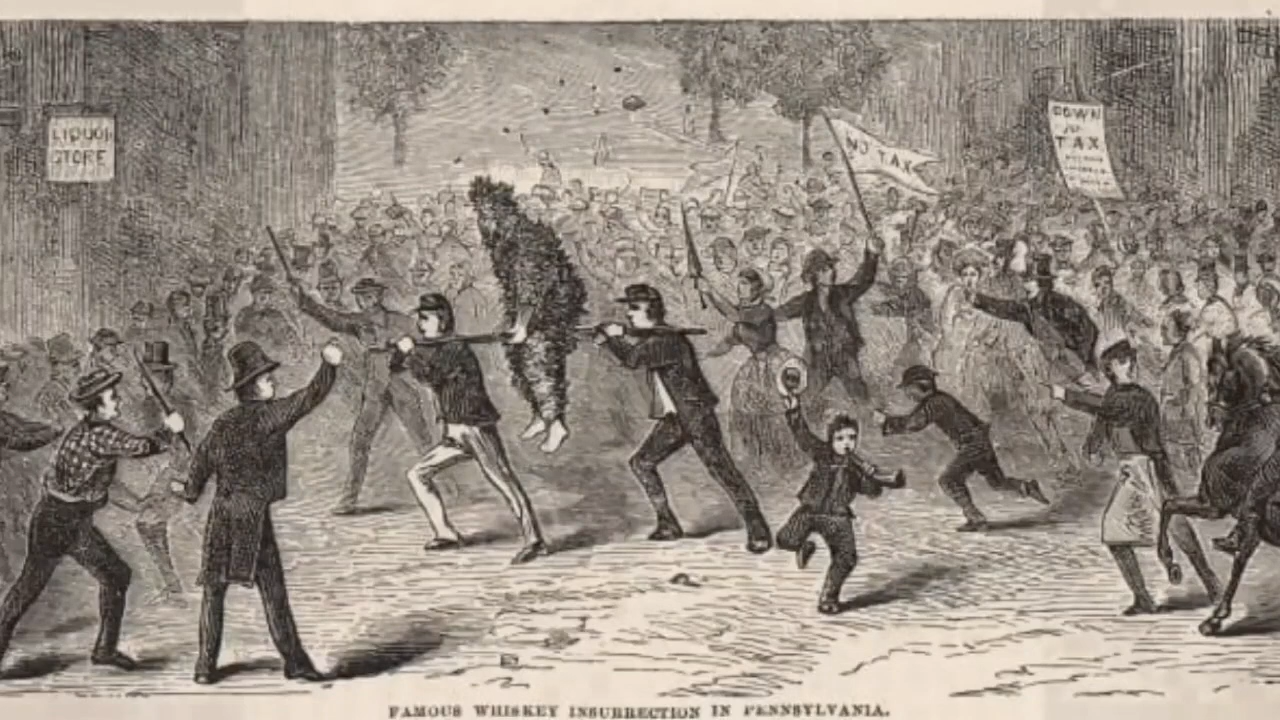 LIQUOR
STORE
NO TAX
DOWN
TAX
FAMOUS WHISKEY INSURRECTION IN PENNSYLVANIA.